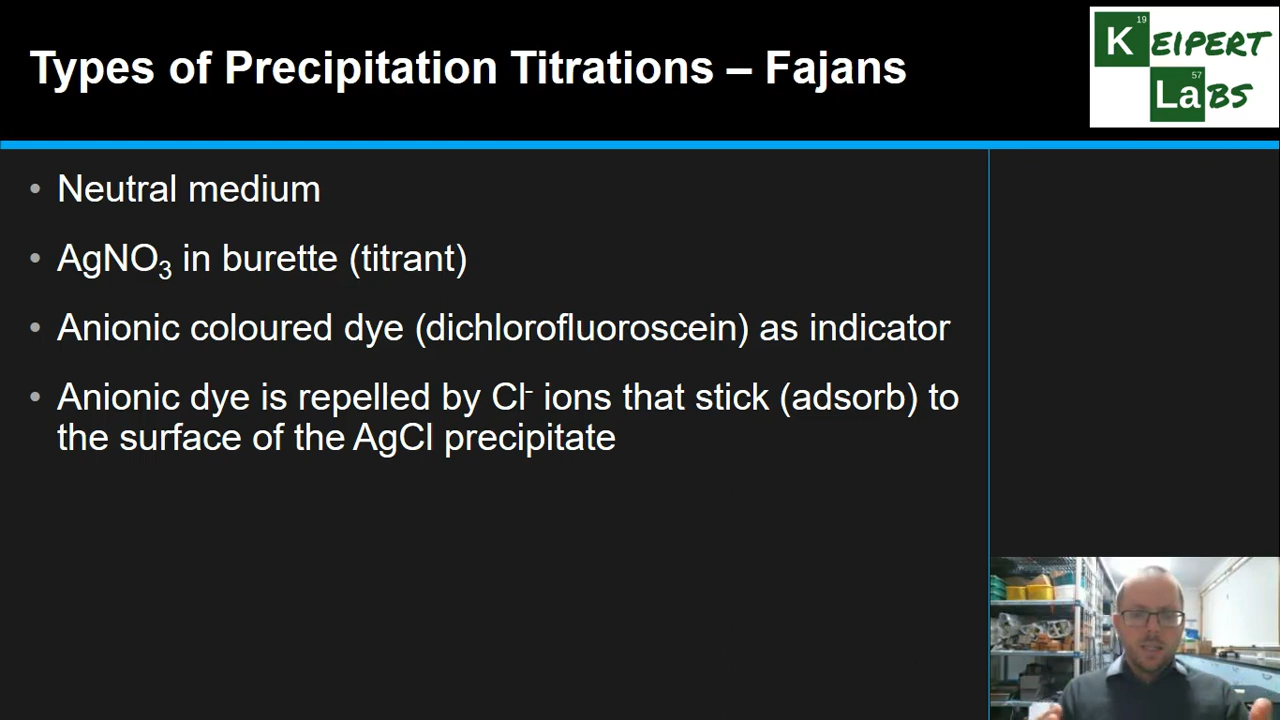 Types of Precipitation Titrations – Fajans
19
KEIPERT
57
LaBS
• Neutral medium
• AgNO₃ in burette (titrant)
• Anionic coloured dye (dichlorofluoroscein) as indicator
• Anionic dye is repelled by Cl⁻ ions that stick (adsorb) to
the surface of the AgCl precipitate